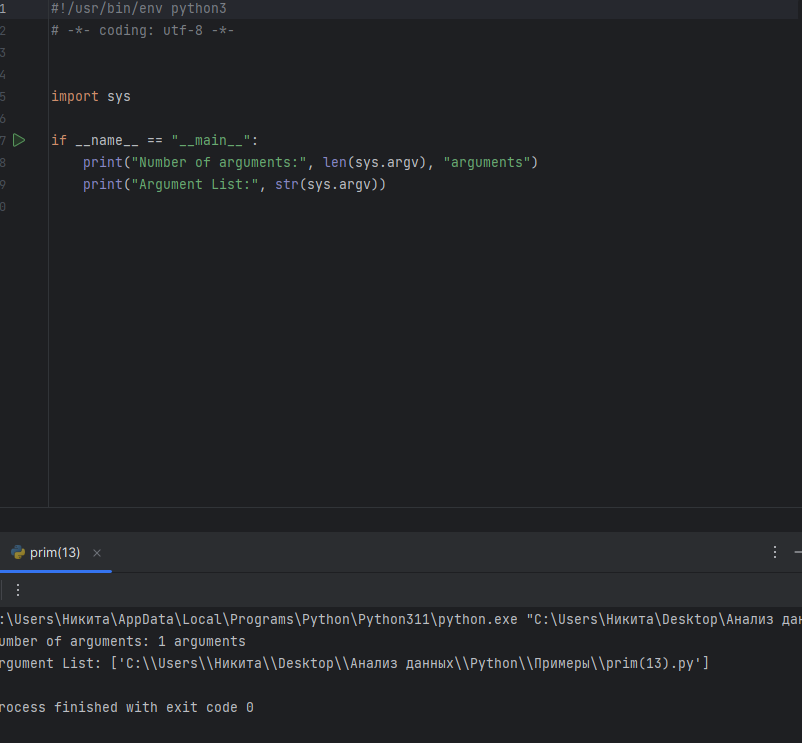 1 #!/usr/bin/env python3
2 # -*- coding: utf-8 -*-
3
4
5 import sys
6
7 if __name__ == "__main__":
8     print("Number of arguments:", len(sys.argv), "arguments")
9     print("Argument List:", str(sys.argv))
0
prim(13)
:\Users\Никита\AppData\Local\Programs\Python\Python311\python.exe "C:\Users\Никита\Desktop\Анализ дан
umber of arguments: 1 arguments
rgument List: ['C:\\Users\\Никита\\Desktop\\Анализ данных\\Python\\Примеры\\prim(13).py']
rocess finished with exit code 0